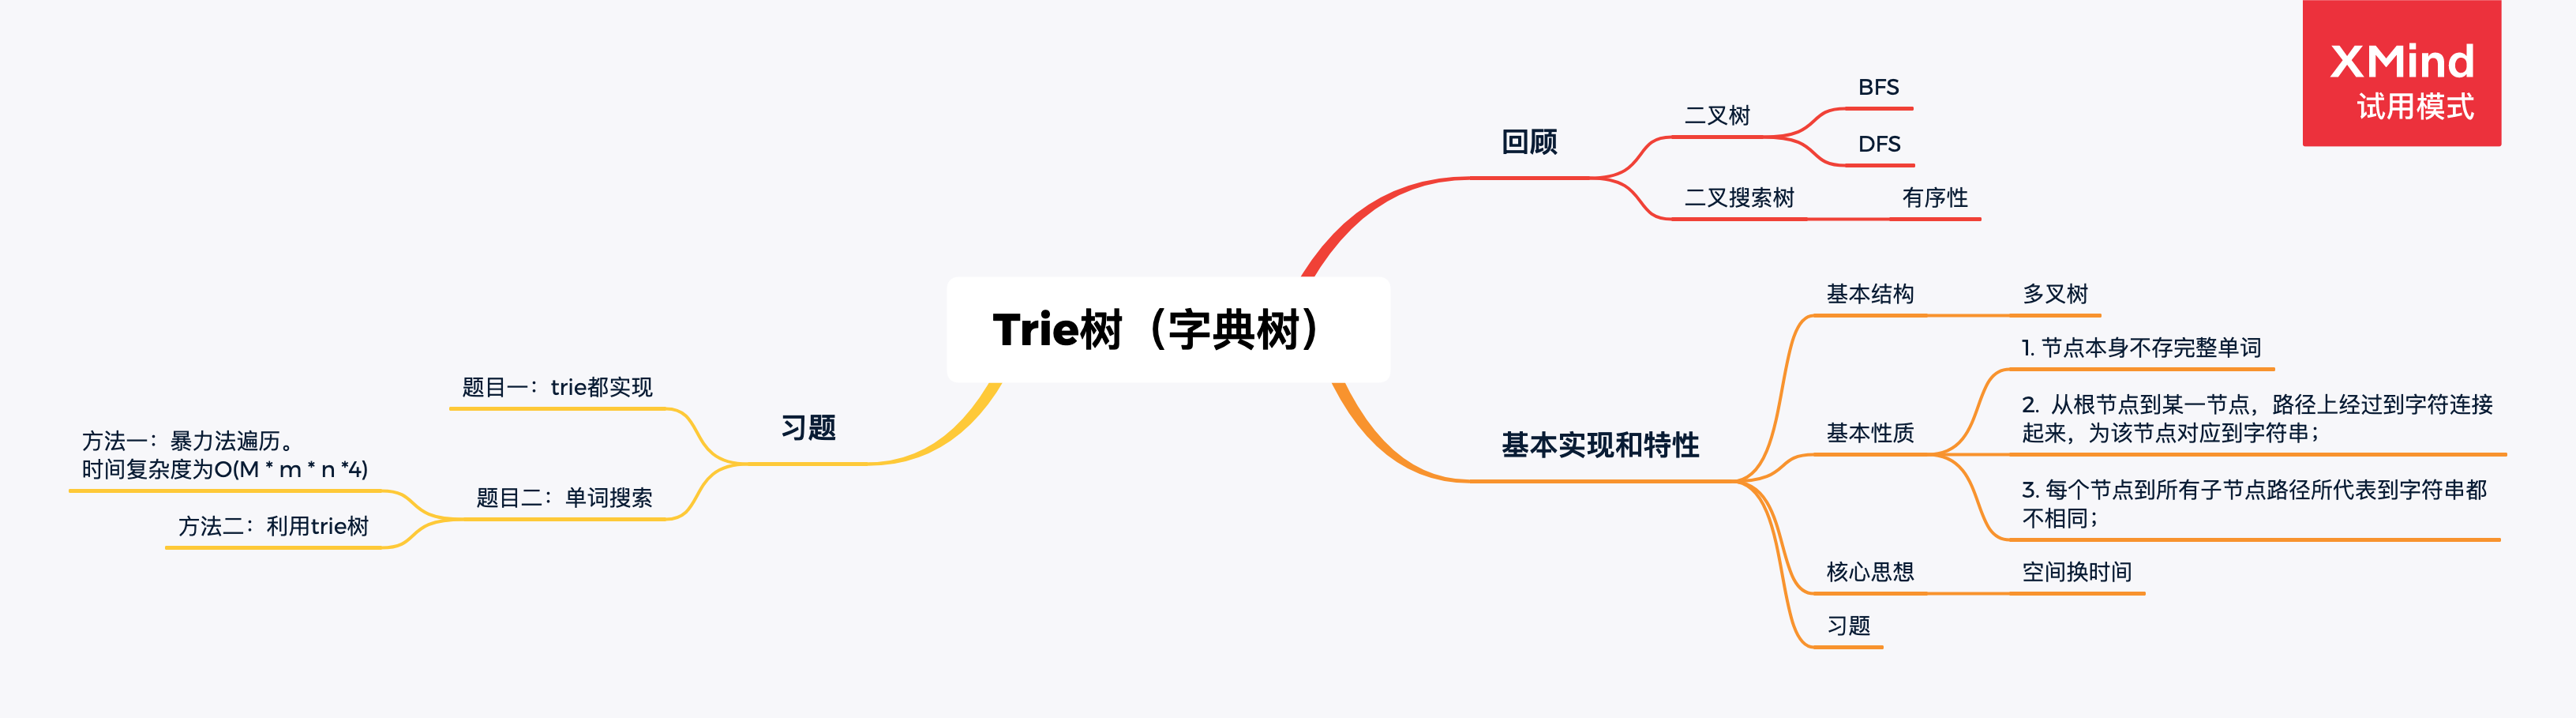 XMind
试用模式
Trie树（字典树）
回顾
二叉树
BFS
DFS
二叉搜索树
有序性
基本实现和特性
基本结构
多叉树
基本性质
1. 节点本身不存完整单词
2. 从根节点到某一节点，路径上经过到字符连接
起来，为该节点对应到字符串；
3. 每个节点到所有子节点路径所代表到字符串都
不相同；
核心思想
空间换时间
习题
习题
题目一：trie都实现
题目二：单词搜索
方法一：暴力法遍历。
时间复杂度为O(M * m * n *4)
方法二：利用trie树